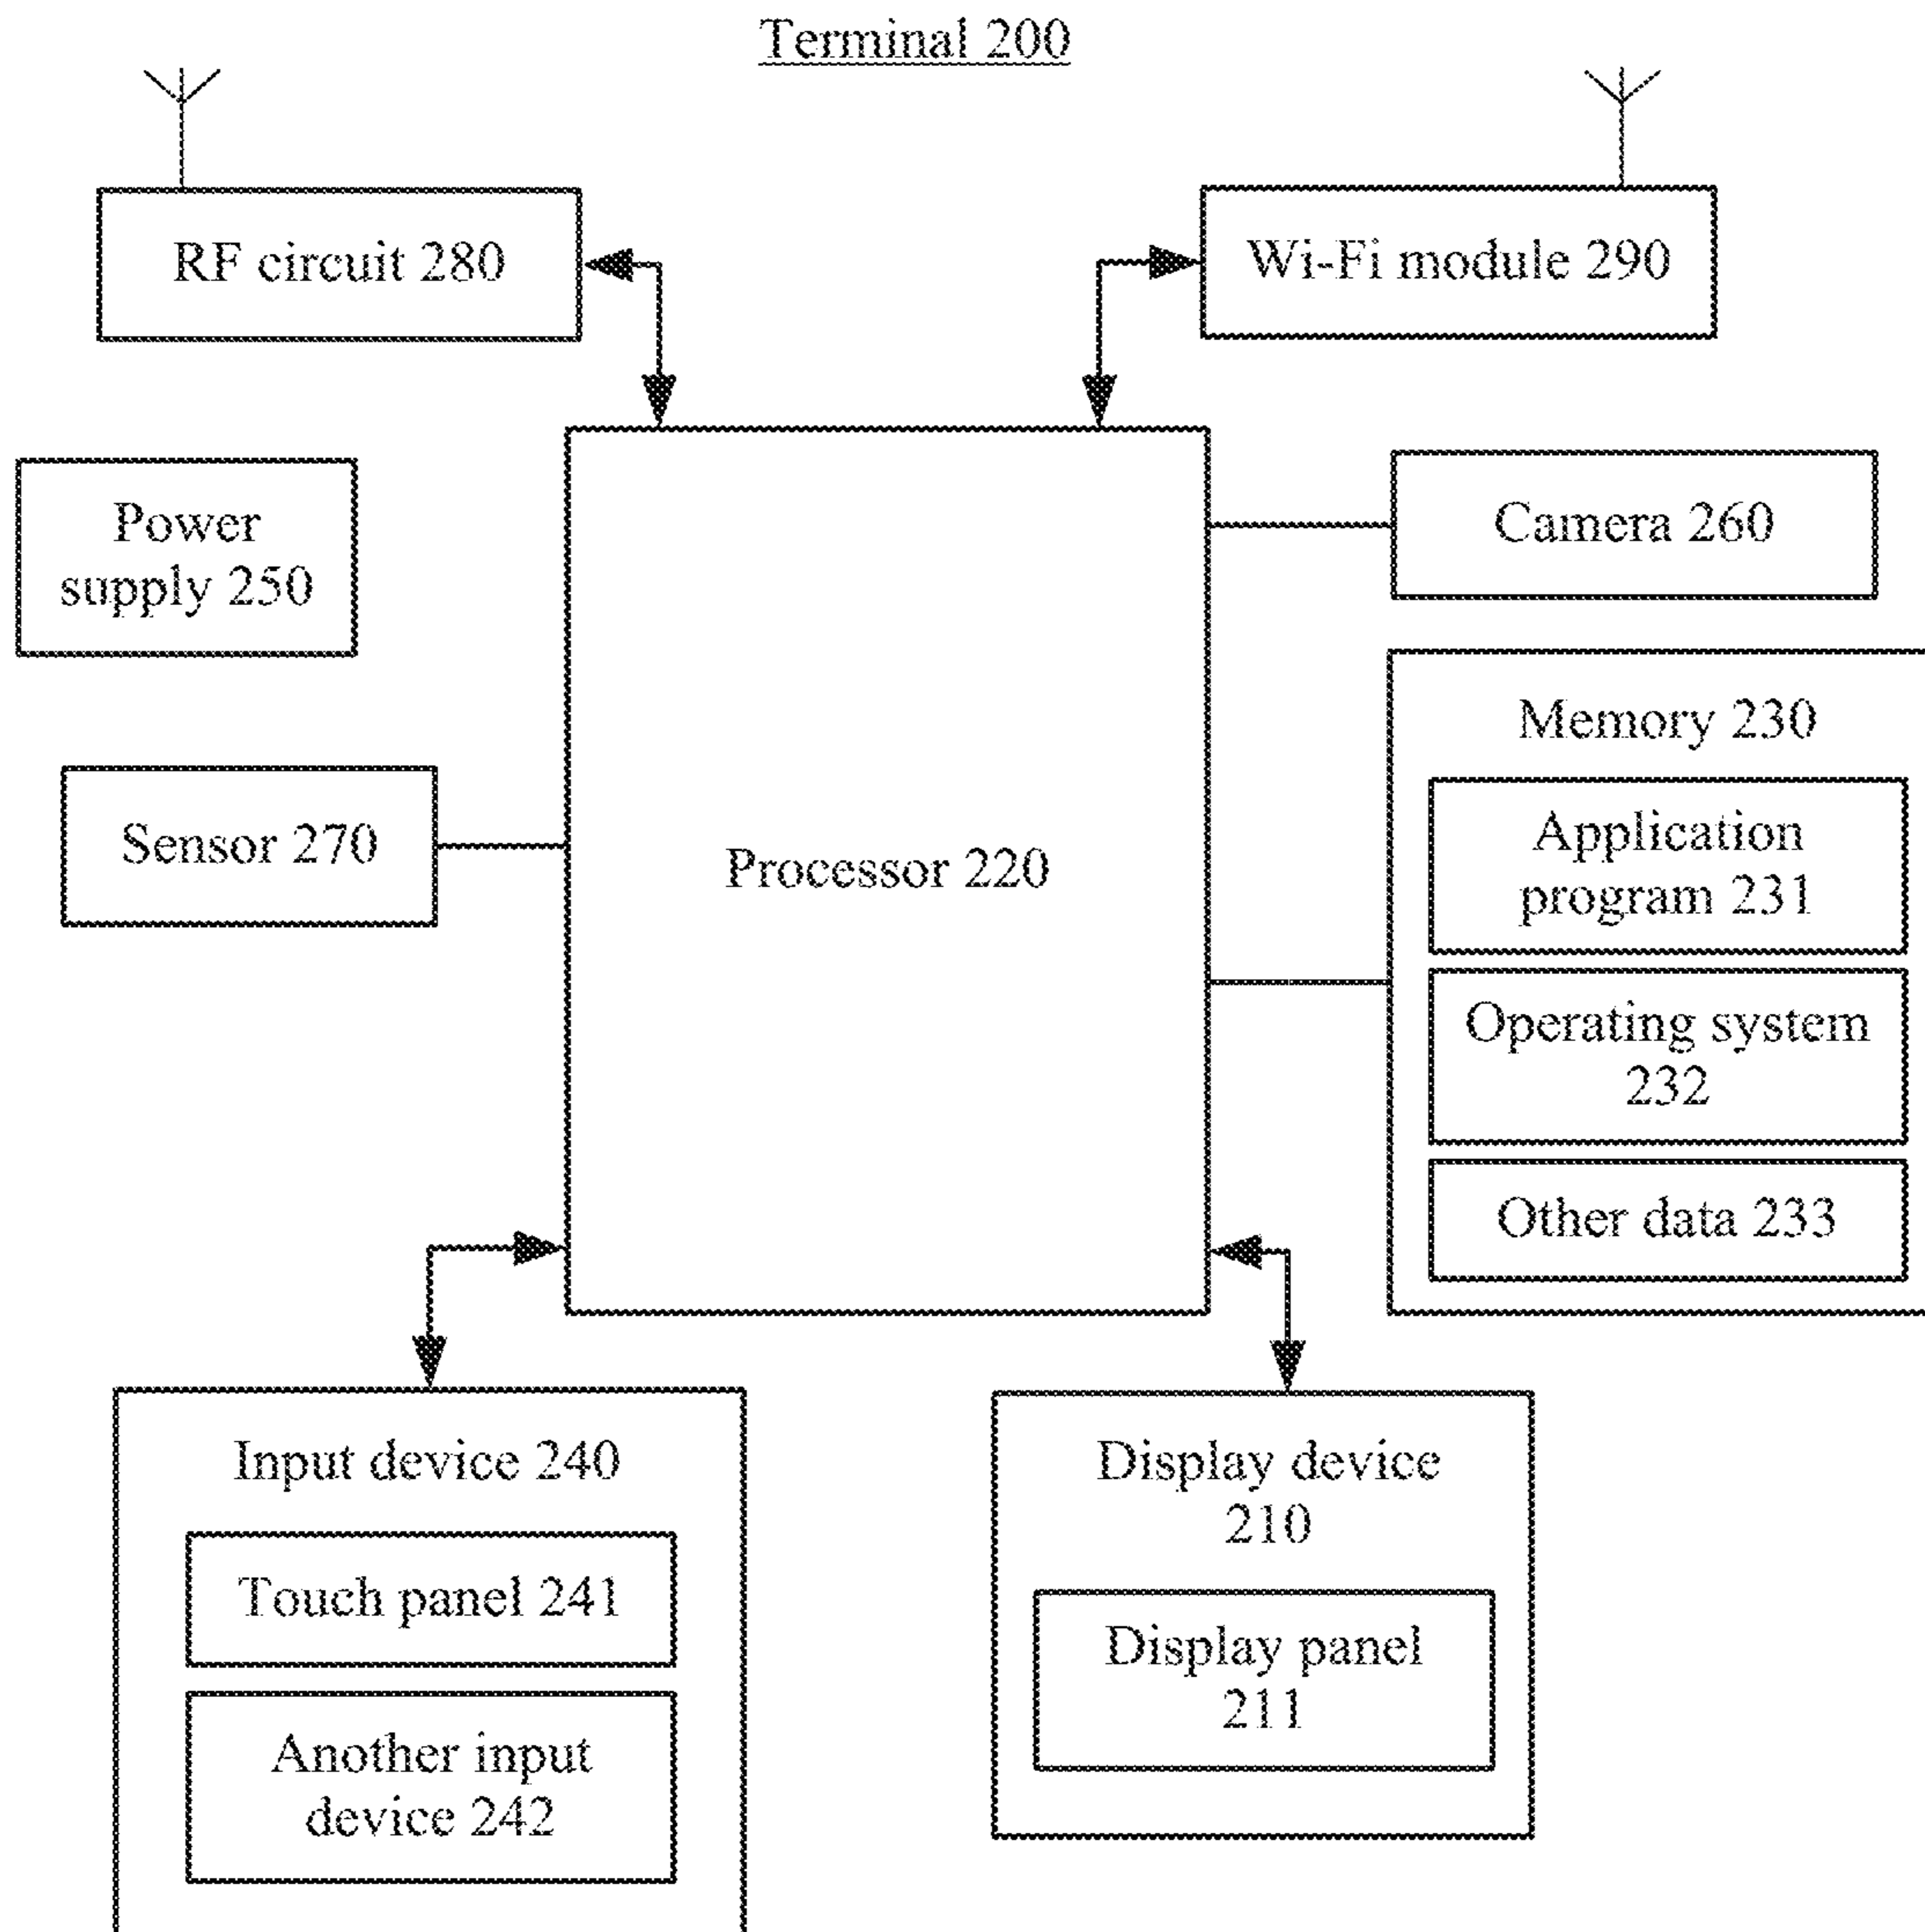 Terminal 200
RF circuit 280
Wi-Fi module 290
Power
supply 250
Camera 260
Sensor 270
Processor 220
Memory 230
Application
program 231
Operating system
232
Other data 233
Input device 240
Touch panel 241
Another input
device 242
Display device
210
Display panel
211